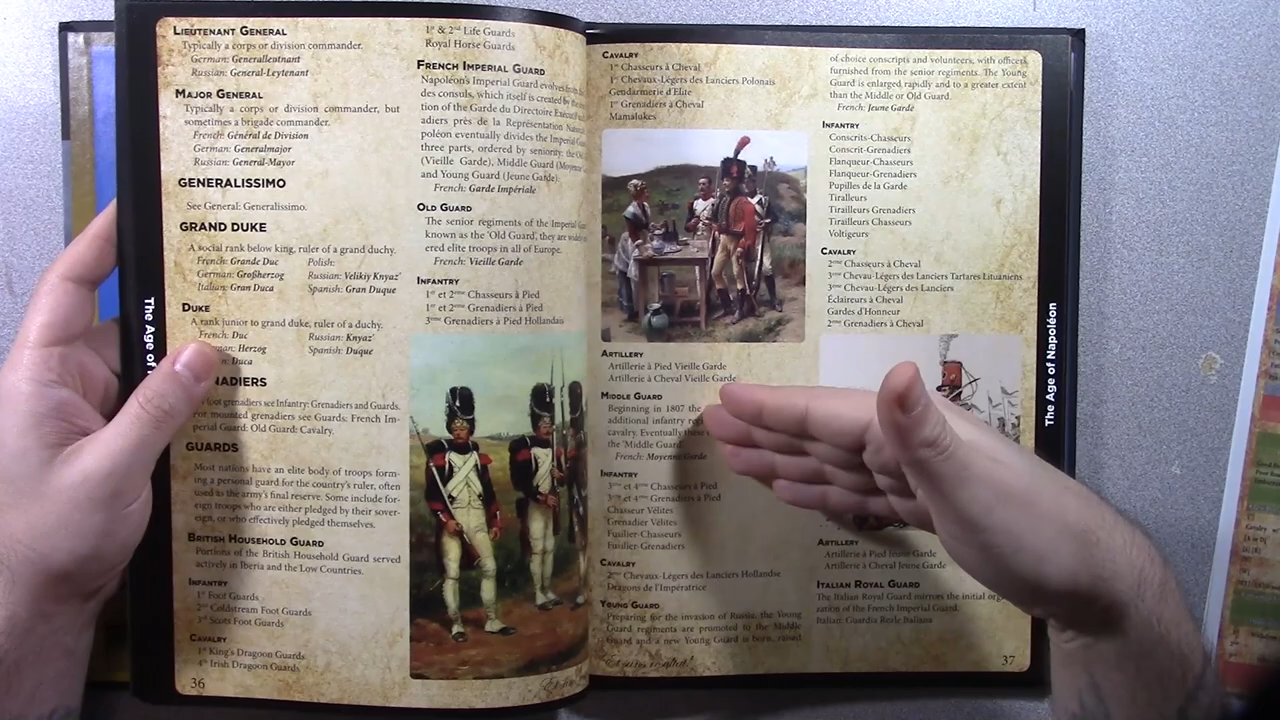 LIEUTENANT GENERAL
Typically a corps or division commander.
German: Generalleutnant
Russian: General-Leytenant
MAJOR GENERAL
Typically a corps or division commander, but
sometimes a brigade commander.
French: Général de Division
German: Generalmajor
Russian: General-Mayor
GENERALISSIMO
See General: Generalissimo.
GRAND DUKE
A social rank below king, ruler of a grand duchy.
French: Grande Duc Polish:
German: Großherzog Russian: Velikiy Knyaz'
Italian: Gran Duca Spanish: Gran Duque
DUKE
A rank junior to grand duke, ruler of a duchy.
French: Duc Russian: Knyaz'
Herzog Spanish: Duque
Duca
foot grenadiers see Infantry: Grenadiers and Guards.
For mounted grenadiers see Guards: French Im-
perial Guard: Old Guard: Cavalry.
GUARDS
Most nations have an elite body of troops form-
ing a personal guard for the country's ruler, often
used as the army's final reserve. Some include for-
eign troops who are either pledged by their sover-
eign, or who effectively pledged themselves.
BRITISH HOUSEHOLD GUARD
Portions of the British Household Guard served
actively in Iberia and the Low Countries.
INFANTRY
1st Foot Guards
2nd Coldstream Foot Guards
3rd Scots Foot Guards
CAVALRY
1st King's Dragoon Guards
4th Irish Dragoon Guards
36
The Age of
1st & 2nd Life Guards
Royal Horse Guards
FRENCH IMPERIAL GUARD
Napoléon's Imperial Guard evolves from
des consuls, which itself is created by the
tion of the Garde du Directoire
adiers près de la Représentation
poléon eventually divides the Imperial
three parts, ordered by seniority: the
(Vieille Garde), Middle Guard
and Young Guard (Jeune Garde).
French: Garde Impériale
OLD GUARD
The senior regiments of the Imperial
known as the 'Old Guard', they are
ered elite troops in all of Europe.
French: Vieille Garde
INFANTRY
1er et 2ème Chasseurs à Pied
1er et 2ème Grenadiers à Pied
3ème Grenadiers à Pied Hollandais
CAVALRY
1er Chasseurs à Cheval
1er Chevaux-Légers des Lanciers Polonais
Gendarmerie d'Elite
1er Grenadiers à Cheval
Mamalukes
ARTILLERY
Artillerie à Pied Vieille Garde
Artillerie à Cheval Vieille Garde
MIDDLE GUARD
Beginning in 1807 the
additional infantry
cavalry. Eventually these
the 'Middle Guard'
French: Moyenne Garde
INFANTRY
3ème et 4ème Chasseurs à Pied
3ème et 4ème Grenadiers à Pied
Chasseur Vélites
Grenadier Vélites
Fusilier-Chasseurs
Fusilier-Grenadiers
CAVALRY
2ème Chevaux-Légers des Lanciers Hollandse
Dragons de l'Impératrice
YOUNG GUARD
Preparing for the invasion of Russia, the Young
Guard regiments are promoted to the Middle
Guard and a new Young Guard is born, raised
of choice conscripts and volunteers, with officers
furnished from the senior regiments. The Young
Guard is enlarged rapidly and to a greater extent
than the Middle or Old Guard.
French: Jeune Garde
INFANTRY
Conscrits-Chasseurs
Conscrit-Grenadiers
Flanqueur-Chasseurs
Flanqueur-Grenadiers
Pupilles de la Garde
Tirailleurs
Tirailleurs Grenadiers
Tirailleurs Chasseurs
Voltigeurs
CAVALRY
2ème Chasseurs à Cheval
3ème Chevau-Légers des Lanciers Tartares Lituaniens
3ème Chevau-Légers des Lanciers
Éclaireurs à Cheval
Gardes d'Honneur
2ème Grenadiers à Cheval
ARTILLERY
Artillerie à Pied Jeune Garde
Artillerie à Cheval Jeune Garde
ITALIAN ROYAL GUARD
The Italian Royal Guard mirrors the initial
zation of the French Imperial Guard.
Italian: Guardia Reale Italiana
37
The Age of Napoléon